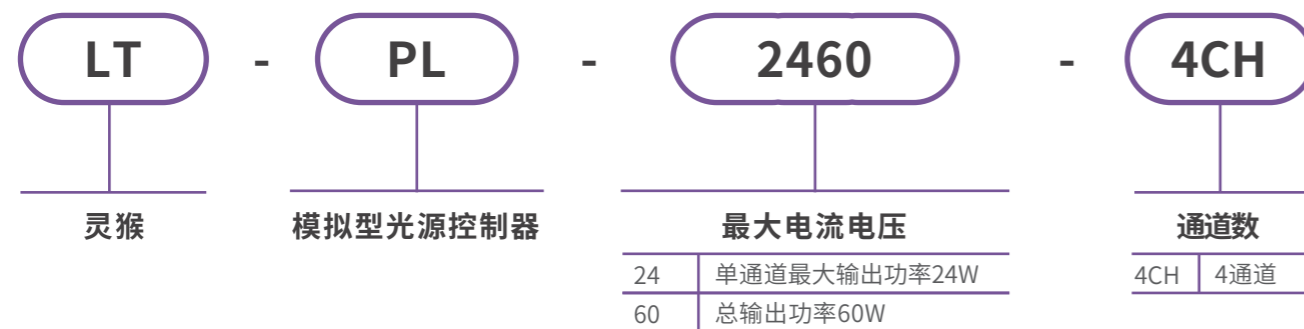 LT - PL - 2460 - 4CH
灵猴 模拟型光源控制器 最大电流电压 通道数
24 单通道最大输出功率24W 4CH 4通道
60 总输出功率60W